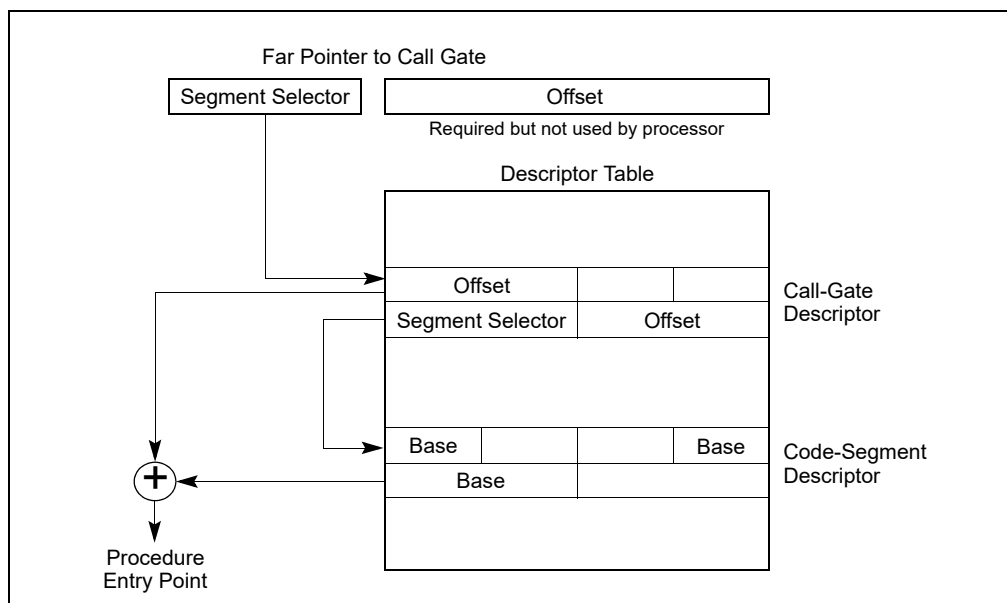 Far Pointer to Call Gate
Segment Selector
Offset
Required but not used by processor
Descriptor Table
Offset
Segment Selector
Offset
Call-Gate
Descriptor
Base
Base
Base
Code-Segment
Descriptor
+
Procedure
Entry Point